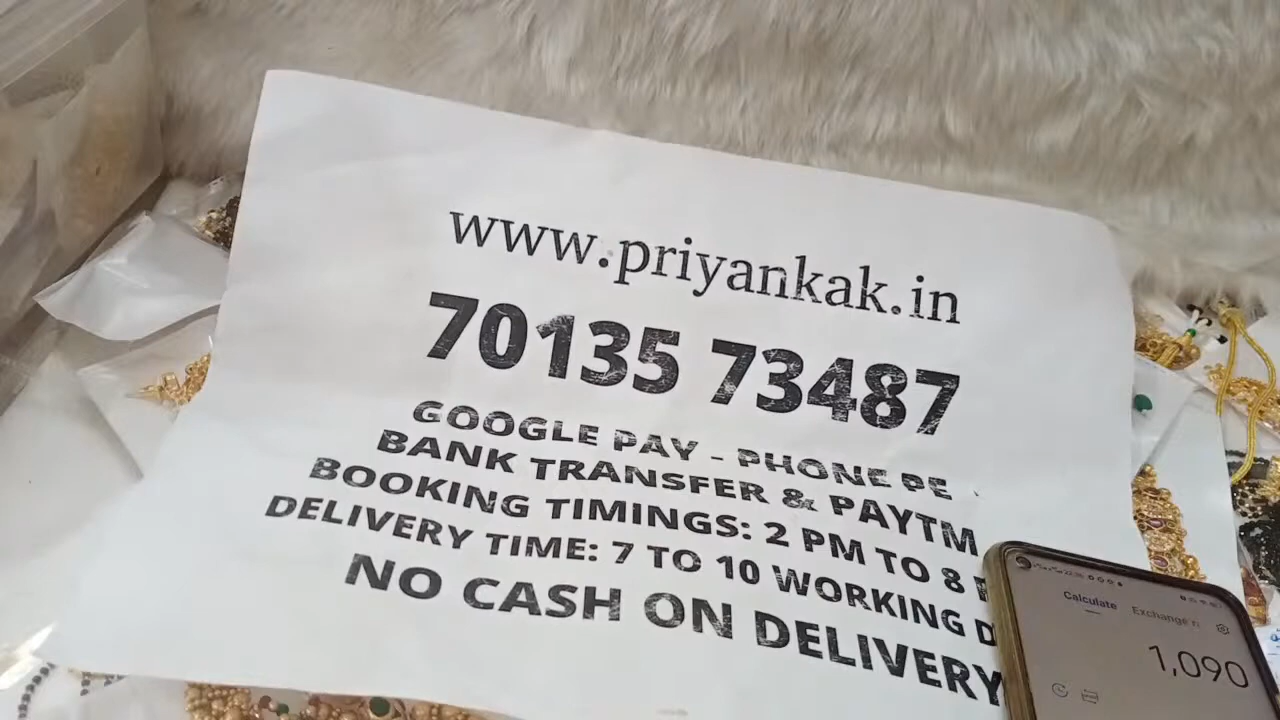 www.priyankak.in
70135 73487
GOOGLE PAY - PHONE PE
BANK TRANSFER & PAYTM
BOOKING TIMINGS: 2 PM TO 8
DELIVERY TIME: 7 TO 10 WORKING
NO CASH ON DELIVERY
Calculate Exchange
1,090